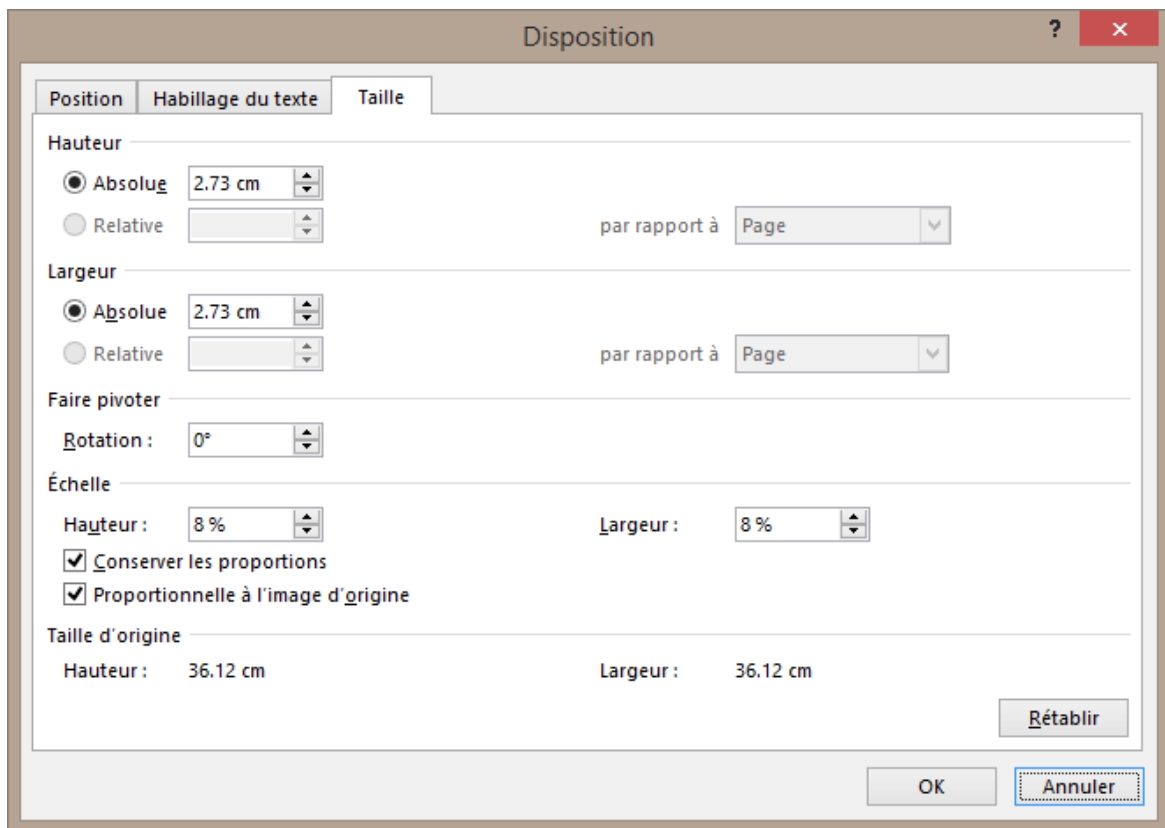 Disposition ?
Position Habillage du texte Taille
Hauteur
Absolue 2.73 cm
Relative par rapport à Page
Largeur
Absolue 2.73 cm
Relative par rapport à Page
Faire pivoter
Rotation : 0°
Échelle
Hauteur : 8 % Largeur : 8 %
Conserver les proportions
Proportionnelle à l'image d'origine
Taille d'origine
Hauteur : 36.12 cm Largeur : 36.12 cm
Rétablir
OK Annuler